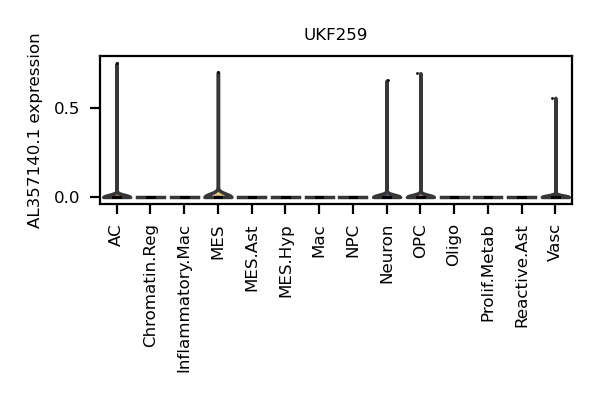 UKF259
AL357140.1 expression
0.5
0.0
AC
Chromatin.Reg
Inflammatory.Mac
MES
MES.Ast
MES.Hyp
Mac
NPC
Neuron
OPC
Oligo
Prolif.Metab
Reactive.Ast
Vasc